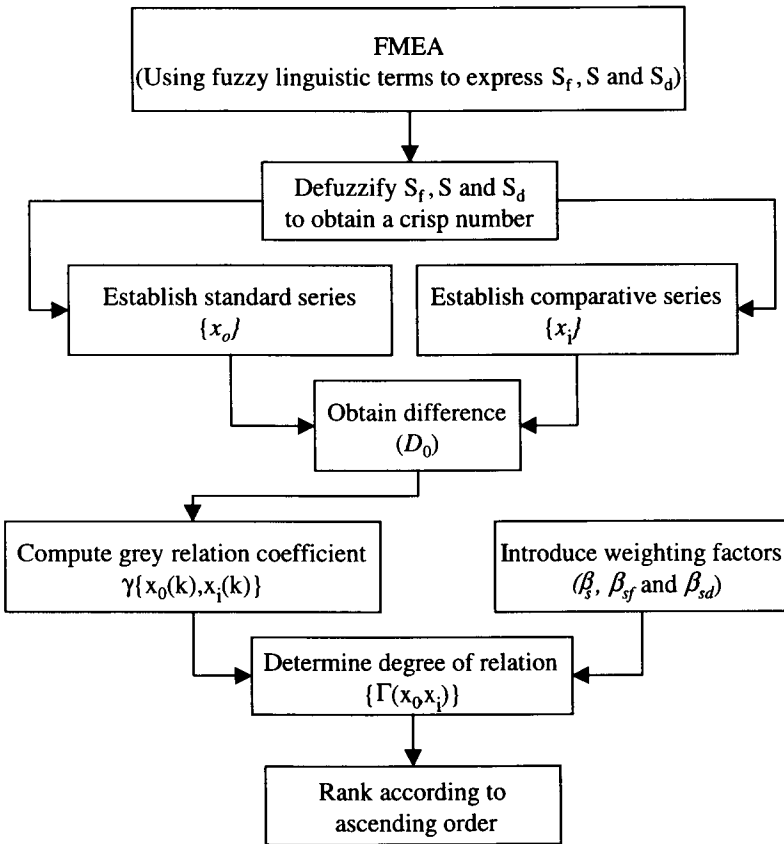 FMEA
(Using fuzzy linguistic terms to express S_f, S and S_d)
Defuzzify S_f, S and S_d
to obtain a crisp number
Establish standard series
{x_o}
Establish comparative series
{x_i}
Obtain difference
(D_0)
Compute grey relation coefficient
γ{x_0(k),x_i(k)}
Introduce weighting factors
(β_s, β_sf and β_sd)
Determine degree of relation
{Γ(x_0,x_i)}
Rank according to
ascending order